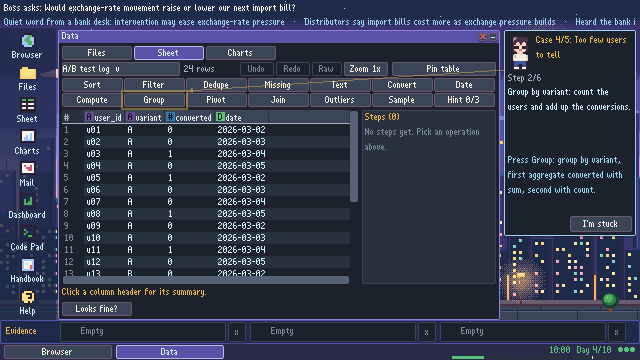 Boss asks: Would exchange-rate movement raise or lower our next import bill?
Quiet word from a bank desk: intervention may ease exchange-rate pressure · Distributors say import bills cost more as exchange pressure builds · Heard the bank i
Data
Files
Sheet
Charts
A/B test log v
24 rows
Undo
Redo
Raw
Zoom 1x
Pin table
Sort
Filter
Dedupe
Missing
Text
Convert
Date
Compute
Group
Pivot
Join
Outliers
Sample
Hint 0/3
# A user_id A variant # converted D date
1 u01 A 0 2026-03-02
2 u02 A 0 2026-03-03
3 u03 A 1 2026-03-04
4 u04 A 0 2026-03-05
5 u05 A 1 2026-03-02
6 u06 A 0 2026-03-03
7 u07 A 0 2026-03-04
8 u08 A 1 2026-03-05
9 u09 A 0 2026-03-02
10 u10 A 0 2026-03-03
11 u11 A 1 2026-03-04
12 u12 A 0 2026-03-05
13 u13 B 0 2026-03-02
Steps (0)
No steps yet. Pick an operation
above.
Click a column header for its summary.
Looks fine?
Case 4/5: Too few users
to tell
Step 2/6
Group by variant: count the
users and add up the conversions.
Press Group: group by variant,
first aggregate converted with
sum, second with count.
I'm stuck
Browser
Files
Sheet
Charts
Mail
Dashboard
Code Pad
Handbook
Help
Evidence
Empty
x
Empty
x
Empty
x
Browser
Data
10:00 Day 4/10